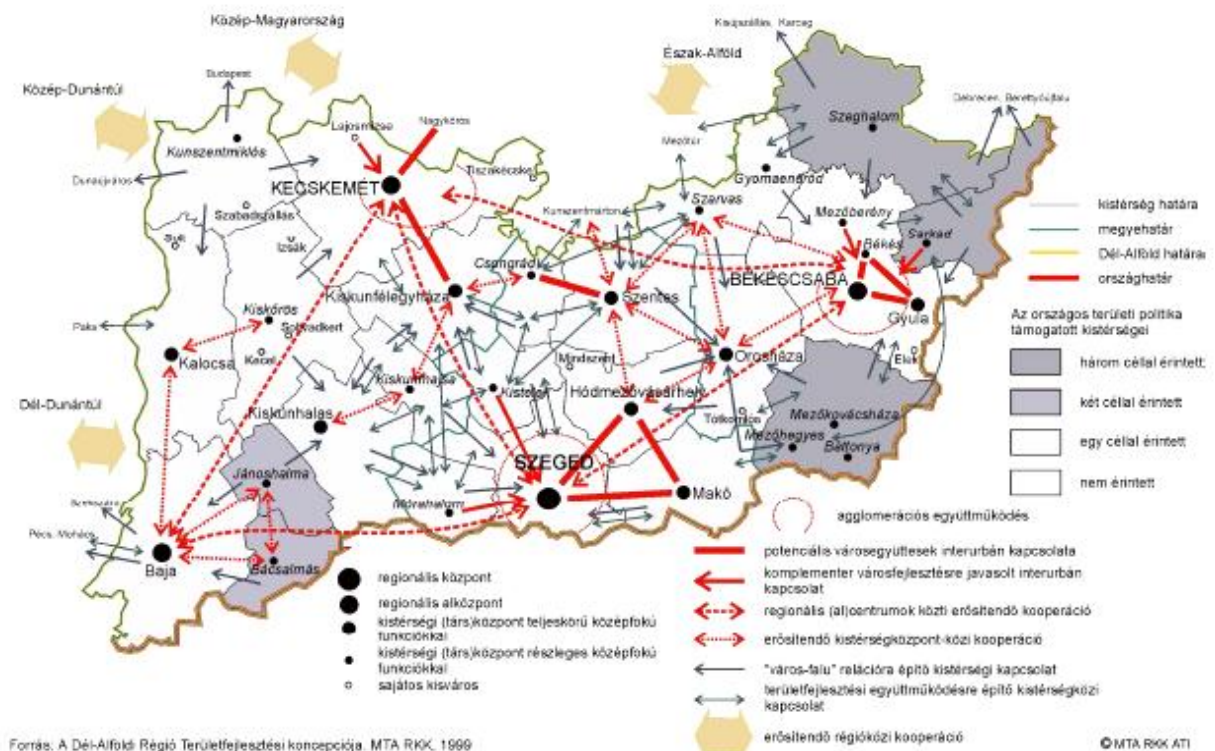 Közép-Magyarország
Kisújszállás, Karcag
Észak-Alföld
Budapest
Közép-Dunántúl
Debrecen, Berettyóújfalu
Nagykőrös
Lajosmizse
Szeghalom
Kunszentmiklós
Mezőtúr
Dunaújváros
Tiszakécske
Gyomaendrőd
KECSKEMÉT
Szabadszállás
Kunszentmárton
Szarvas
Mezőberény
Sarkad
Békés
Izsák
Csongrád
BÉKÉSCSABA
Kiskunfélegyháza
Szentes
Gyula
Kiskőrös
Soltvadkert
Paks
Kecel
Kalocsa
Mindszent
Orosháza
Elek
Kiskunmajsa
Kistelek
Hódmezővásárhely
Dél-Dunántúl
Kiskunhalas
Tótkomlós
Mezőkovácsháza
Mezőhegyes
Battonya
SZEGED
Jánoshalma
Makó
Mórahalom
Pécs, Mohács
Baja
Bácsalmás
kistérség határa
megyehatár
Dél-Alföld határa
országhatár
Az országos területi politika
támogatott kistérségei
három céllal érintett
két céllal érintett
egy céllal érintett
nem érintett
agglomerációs együttműködés
potenciális városegyüttesek interurbán kapcsolata
komplementer városfejlesztésre javasolt interurbán
kapcsolat
regionális (al)centrumok közti erősítendő kooperáció
erősítendő kistérségközpont-közi kooperáció
"város-falu" relációra építő kistérségi kapcsolat
területfejlesztési együttműködésre építő kistérségközi
kapcsolat
erősítendő régióközi kooperáció
regionális központ
regionális alközpont
kistérségi (társ)központ teljeskörű középfokú
funkciókkal
kistérségi (társ)központ részleges középfokú
funkciókkal
sajátos kisváros
Forrás: A Dél-Alföldi Régió Területfejlesztési koncepciója. MTA RKK, 1999
© MTA RKK ATI